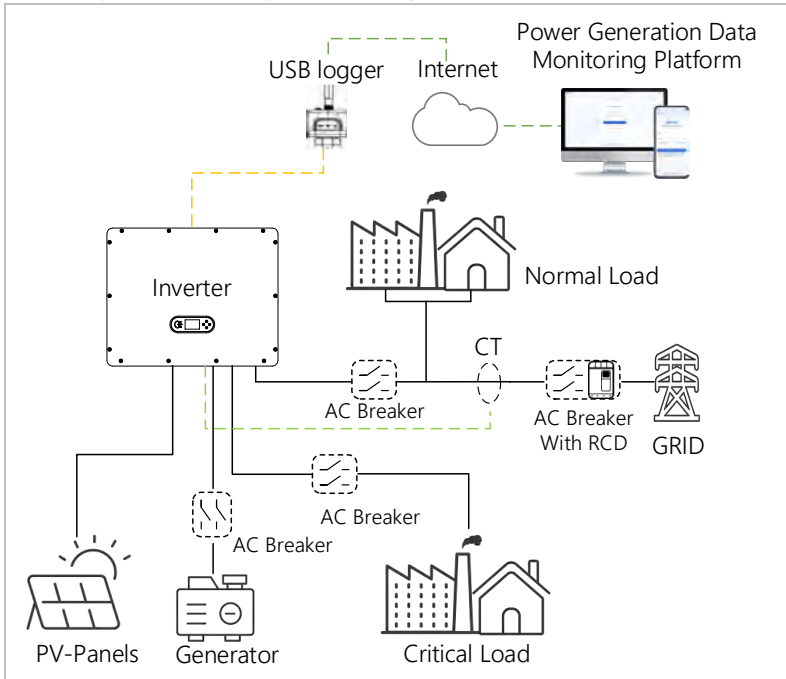 Power Generation Data
Monitoring Platform
USB logger
Internet
Inverter
Normal Load
CT
AC Breaker
AC Breaker
With RCD
GRID
AC Breaker
AC Breaker
PV-Panels
Generator
Critical Load